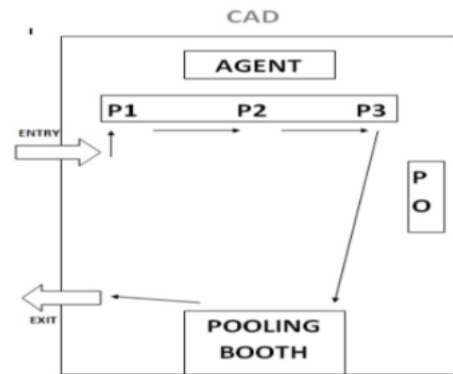 CAD
AGENT
P1 P2 P3
ENTRY
P
O
EXIT
POOLING
BOOTH